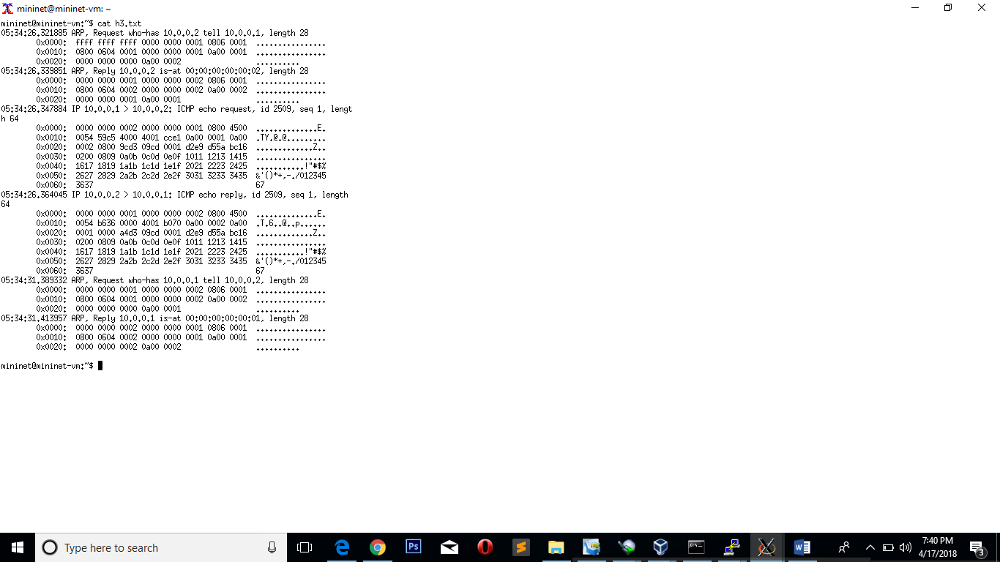 mininet@mininet-vm: ~
mininet@mininet-vm:~$ cat h3.txt
05:34:26.321885 ARP, Request who-has 10.0.0.2 tell 10.0.0.1, length 28
0x0000:  ffff ffff ffff 0000 0000 0001 0806 0001  ................
0x0010:  0800 0604 0001 0000 0000 0001 0a00 0001  ................
0x0020:  0000 0000 0000 0a00 0002                 ..........
05:34:26.339851 ARP, Reply 10.0.0.2 is-at 00:00:00:00:00:02, length 28
0x0000:  0000 0000 0001 0000 0000 0002 0806 0001  ................
0x0010:  0800 0604 0002 0000 0000 0002 0a00 0002  ................
0x0020:  0000 0000 0001 0a00 0001                 ..........
05:34:26.347884 IP 10.0.0.1 > 10.0.0.2: ICMP echo request, id 2509, seq 1, lengt
h 64
0x0000:  0000 0000 0002 0000 0000 0001 0800 4500  ..............E.
0x0010:  0054 59c5 4000 4001 cce1 0a00 0001 0a00  .TY.@.@.........
0x0020:  0002 0800 9cd3 09cd 0001 d2e9 d55a bc16  .............Z..
0x0030:  0200 0809 0a0b 0c0d 0e0f 1011 1213 1415  ................
0x0040:  1617 1819 1a1b 1c1d 1e1f 2021 2223 2425  ...........!"#$%
0x0050:  2627 2829 2a2b 2c2d 2e2f 3031 3233 3435  &'()*+,-./012345
0x0060:  3637                                     67
05:34:26.364045 IP 10.0.0.2 > 10.0.0.1: ICMP echo reply, id 2509, seq 1, length
64
0x0000:  0000 0000 0001 0000 0000 0002 0800 4500  ..............E.
0x0010:  0054 b636 0000 4001 b070 0a00 0002 0a00  .T.6..@..p......
0x0020:  0001 0000 a4d3 09cd 0001 d2e9 d55a bc16  .............Z..
0x0030:  0200 0809 0a0b 0c0d 0e0f 1011 1213 1415  ................
0x0040:  1617 1819 1a1b 1c1d 1e1f 2021 2223 2425  ...........!"#$%
0x0050:  2627 2829 2a2b 2c2d 2e2f 3031 3233 3435  &'()*+,-./012345
0x0060:  3637                                     67
05:34:31.389332 ARP, Request who-has 10.0.0.1 tell 10.0.0.2, length 28
0x0000:  0000 0000 0001 0000 0000 0002 0806 0001  ................
0x0010:  0800 0604 0001 0000 0000 0002 0a00 0002  ................
0x0020:  0000 0000 0000 0a00 0001                 ..........
05:34:31.413957 ARP, Reply 10.0.0.1 is-at 00:00:00:00:00:01, length 28
0x0000:  0000 0000 0002 0000 0000 0001 0806 0001  ................
0x0010:  0800 0604 0002 0000 0000 0001 0a00 0001  ................
0x0020:  0000 0000 0002 0a00 0002                 ..........
mininet@mininet-vm:~$
Type here to search
Ps
7:40 PM
4/17/2018
3